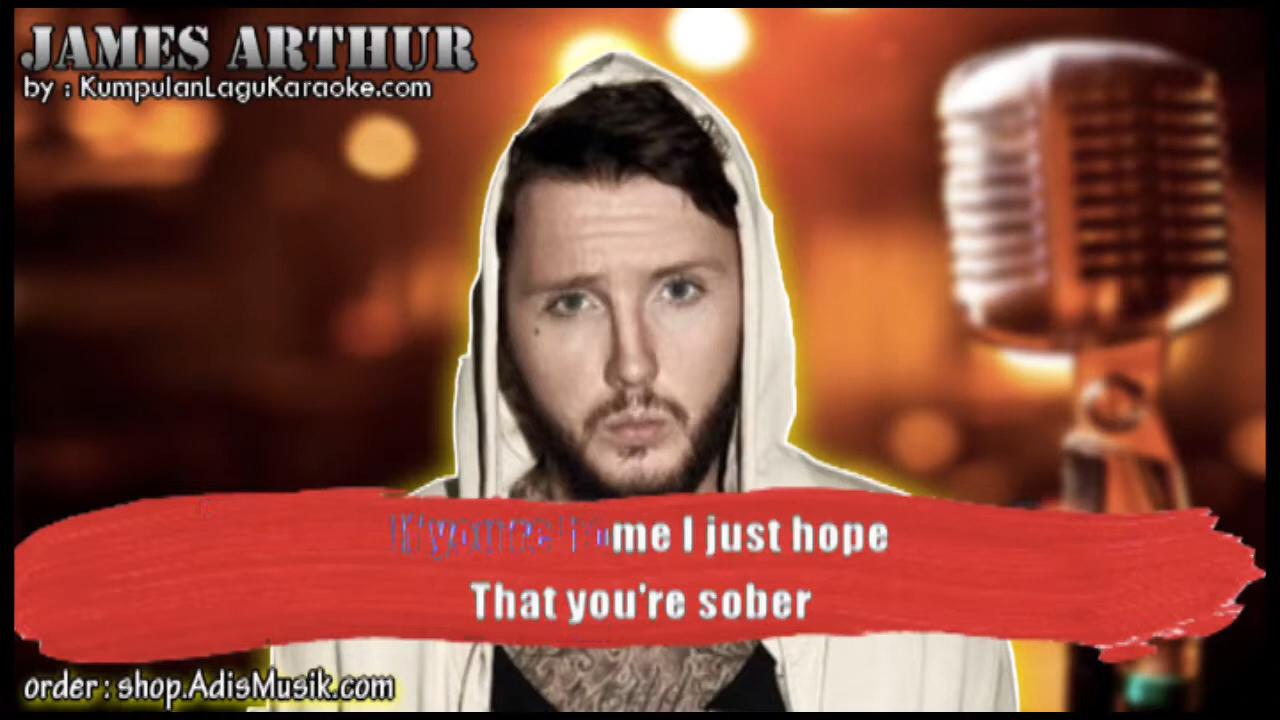 JAMES ARTHUR
by : KumpulanLaguKaraoke.com
me I just hope
That you're sober
order : shop.AdisMusik.com